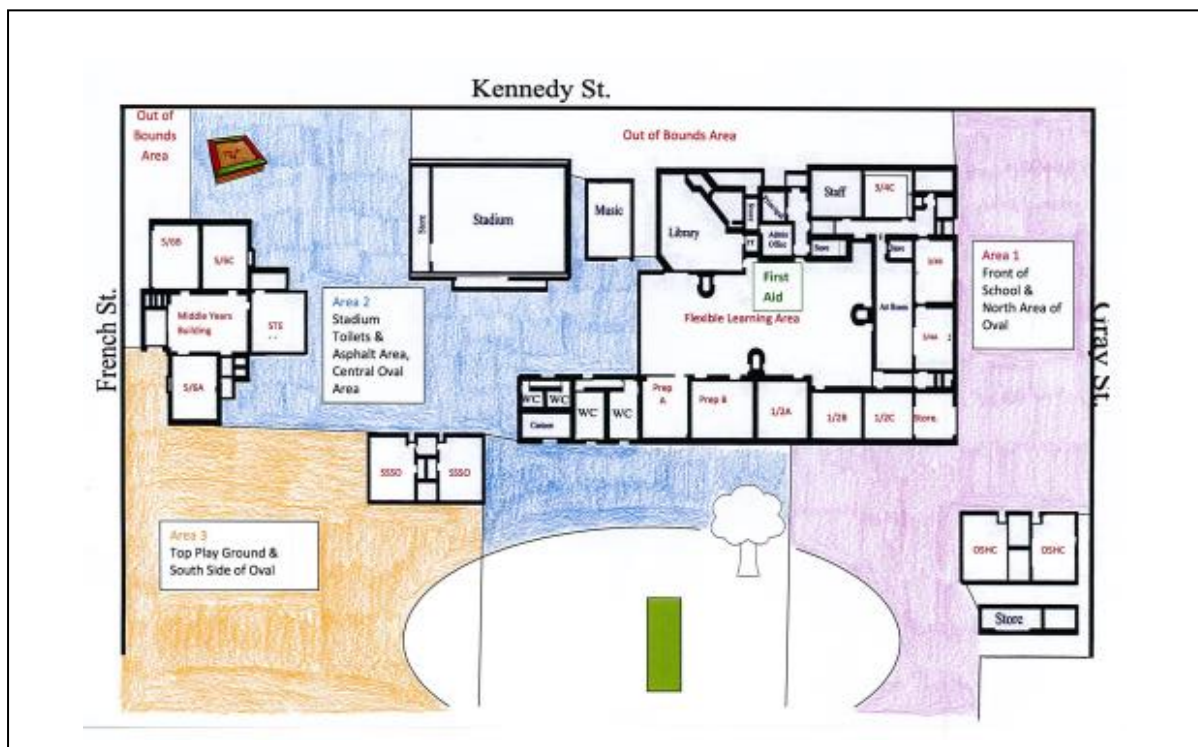 Kennedy St.
Out of
Bounds
Area
Out of Bounds Area
Staff
3/4C
Store
Stadium
Music
Library
Admin
Office
Store
5/6B
5/6C
First
Aid
Art Room
Area 1
Front of
School &
North Area of
Oval
French St.
Gray St.
Middle Years
Building
Area 2
Stadium
Toilets &
Asphalt Area,
Central Oval
Area
Flexible Learning Area
5/6A
WC
WC
WC
WC
Canteen
Prep
A
Prep B
1/2A
1/2B
1/2C
Store.
SSSO
SSSO
Area 3
Top Play Ground &
South Side of Oval
OSHC
OSHC
Store